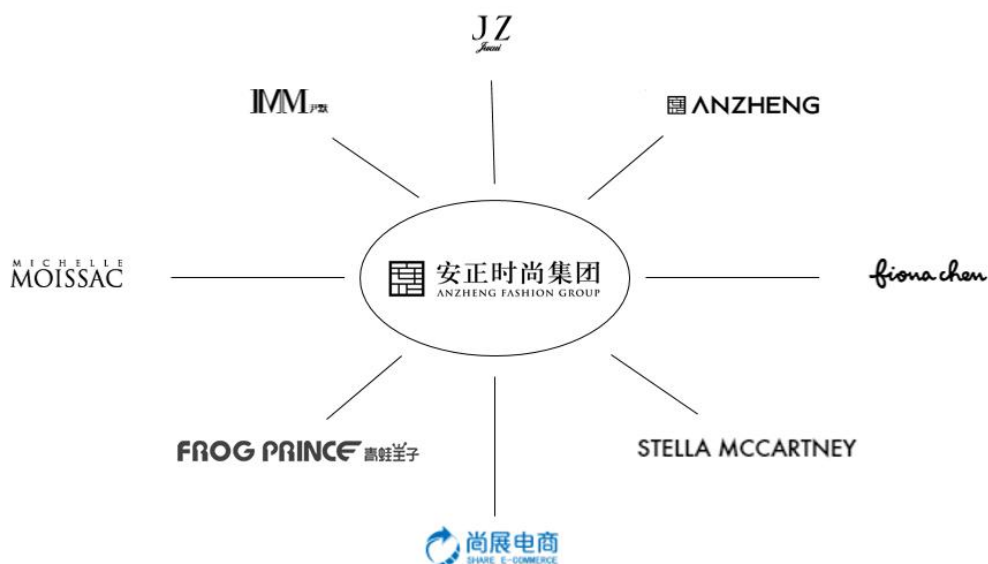 JZ
Juzui
IMM 尹默
ANZHENG
MICHELLE
MOISSAC
安正时尚集团
ANZHENG FASHION GROUP
fiona chen
FROG PRINCE 青蛙王子
STELLA MCCARTNEY
尚展电商
SHARE E-COMMERCE